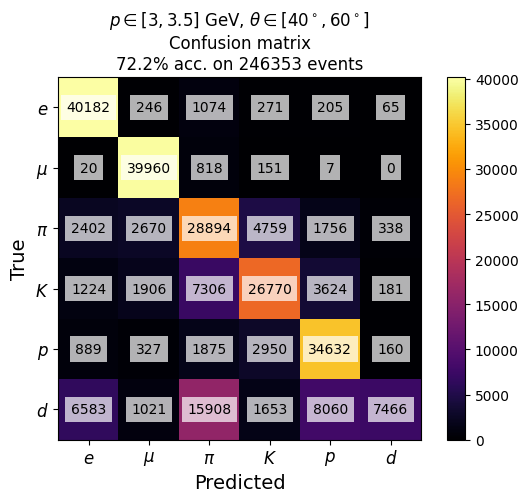 p ∈ [3, 3.5] GeV, θ ∈ [40°, 60°]
Confusion matrix
72.2% acc. on 246353 events
e 40182 246 1074 271 205 65
μ 20 39960 818 151 7 0
π 2402 2670 28894 4759 1756 338
K 1224 1906 7306 26770 3624 181
p 889 327 1875 2950 34632 160
d 6583 1021 15908 1653 8060 7466
e μ π K p d
Predicted
True
40000
35000
30000
25000
20000
15000
10000
5000
0